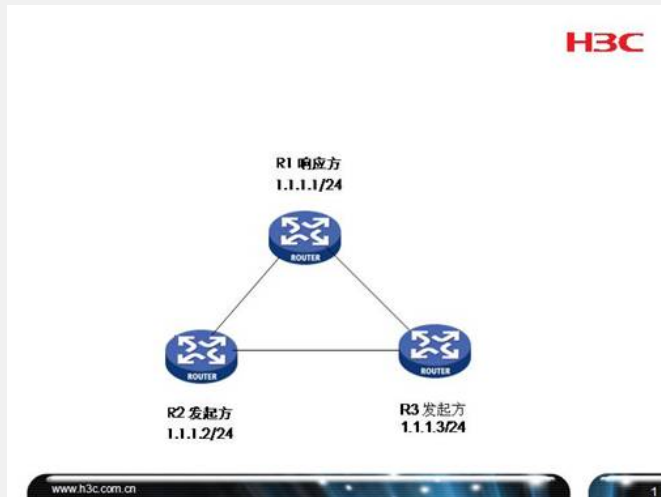 H3C
R1 响应方
1.1.1.1/24
ROUTER
ROUTER
ROUTER
R2 发起方
1.1.1.2/24
R3 发起方
1.1.1.3/24
www.h3c.com.cn
1